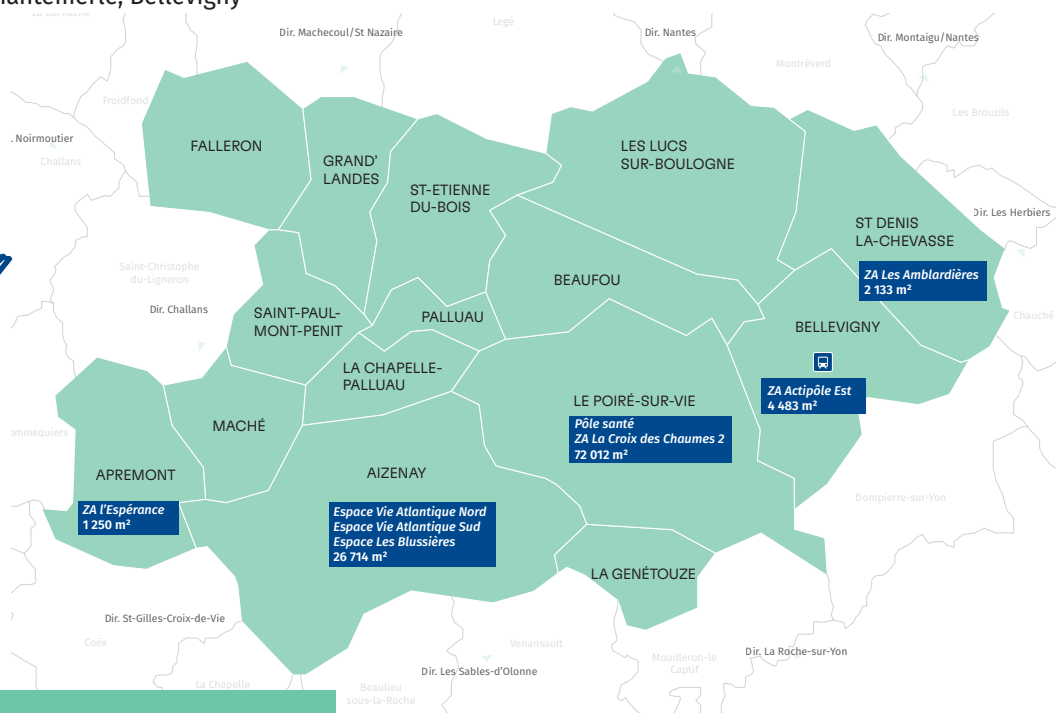 La Garnache
Legé
Dir. Machecoul/St Nazaire
Dir. Nantes
Dir. Montaigu/Nantes
Montréverd
Froidfond
Les Brouzils
. Noirmoutier
Challans
FALLERON
GRAND'
LANDES
ST-ETIENNE
DU-BOIS
LES LUCS
SUR-BOULOGNE
Dir. Les Herbiers
ST DENIS
LA-CHEVASSE
ZA Les Amblardières
2 133 m²
Saint-Christophe
du-Ligneron
Dir. Challans
BEAUFOU
SAINT-PAUL-
MONT-PENIT
PALLUAU
BELLEVIGNY
Chauché
ZA Actipôle Est
4 483 m²
LA CHAPELLE-
PALLUAU
LE POIRÉ-SUR-VIE
Pôle santé
ZA La Croix des Chaumes 2
72 012 m²
MACHÉ
ommequiers
APREMONT
ZA l'Espérance
1 250 m²
AIZENAY
Espace Vie Atlantique Nord
Espace Vie Atlantique Sud
Espace Les Blussières
26 714 m²
Dompierre-sur-Yon
LA GENÉTOUZE
Dir. St-Gilles-Croix-de-Vie
Coëx
Venansault
Dir. Les Sables-d'Olonne
Mouilleron-le
Captif
Dir. La Roche-sur-Yon
La Chapelle
Beaulieu
sous-la-Roche